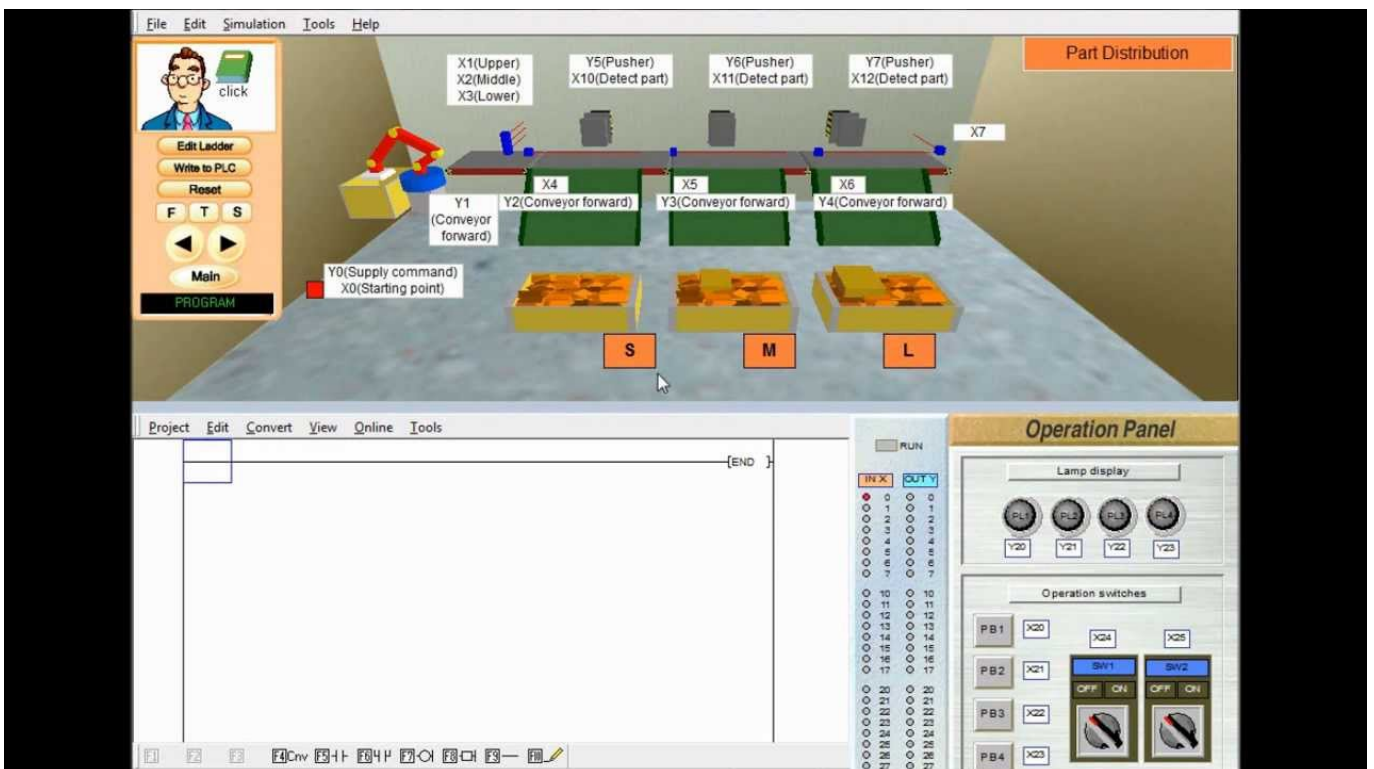 File Edit Simulation Tools Help
click
Edit Ladder
Write to PLC
Reset
F T S
Main
PROGRAM
Part Distribution
X1(Upper)
X2(Middle)
X3(Lower)
Y5(Pusher)
X10(Detect part)
Y6(Pusher)
X11(Detect part)
Y7(Pusher)
X12(Detect part)
X7
X4
X5
X6
Y1
(Conveyor
forward)
Y2(Conveyor forward)
Y3(Conveyor forward)
Y4(Conveyor forward)
Y0(Supply command)
X0(Starting point)
S
M
L
Project Edit Convert View Online Tools
[END ]
F1 F2 F3 F4 Cnv F5 F6 F7 F8 F9
RUN
IN X OUT Y
0 0
1 1
2 2
3 3
4 4
5 5
6 6
7 7
10 10
11 11
12 12
13 13
14 14
15 15
16 16
17 17
20 20
21 21
22 22
23 23
24 24
25 25
26 26
27 27
Operation Panel
Lamp display
PL1 PL2 PL3 PL4
Y20 Y21 Y22 Y23
Operation switches
PB1 X20
PB2 X21
PB3 X22
PB4 X23
X24 X25
SW1 SW2
OFF ON OFF ON